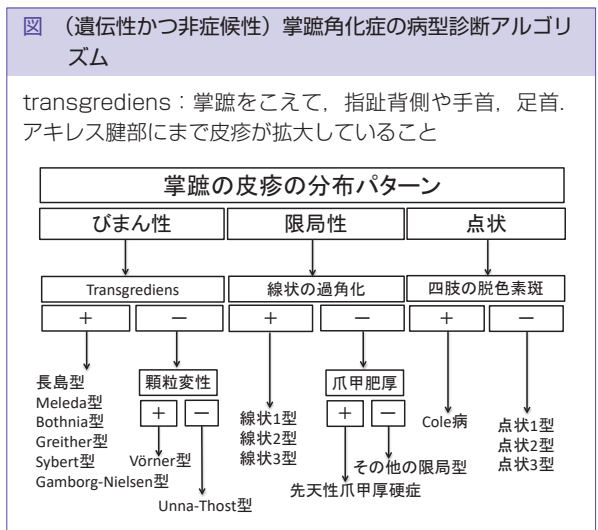 図 （遺伝性かつ非症候性）掌蹠角化症の病型診断アルゴリ
ズム
transgrediens：掌蹠をこえて，指趾背側や手首，足首．
アキレス腱部にまで皮疹が拡大していること
掌蹠の皮疹の分布パターン
びまん性 限局性 点状
Transgrediens 線状の過角化 四肢の脱色素斑
＋ － ＋ － ＋ －
長島型
Meleda型
Bothnia型
Greither型
Sybert型
Gamborg-Nielsen型
顆粒変性
＋ －
Vörner型
Unna-Thost型
線状1型
線状2型
線状3型
爪甲肥厚
＋ －
その他の限局型
先天性爪甲厚硬症
Cole病
点状1型
点状2型
点状3型